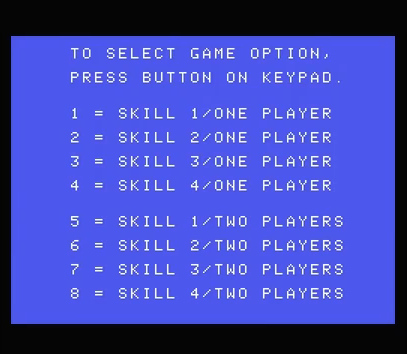 TO SELECT GAME OPTION,
PRESS BUTTON ON KEYPAD.
1 = SKILL 1/ONE PLAYER
2 = SKILL 2/ONE PLAYER
3 = SKILL 3/ONE PLAYER
4 = SKILL 4/ONE PLAYER
5 = SKILL 1/TWO PLAYERS
6 = SKILL 2/TWO PLAYERS
7 = SKILL 3/TWO PLAYERS
8 = SKILL 4/TWO PLAYERS